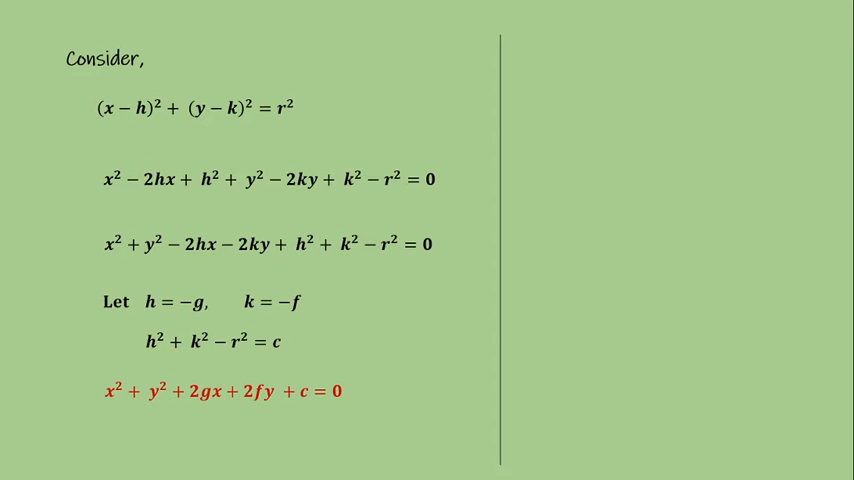 Consider,
(x − h)² + (y − k)² = r²
x² − 2hx + h² + y² − 2ky + k² − r² = 0
x² + y² − 2hx − 2ky + h² + k² − r² = 0
Let h = −g, k = −f
h² + k² − r² = c
x² + y² + 2gx + 2fy + c = 0